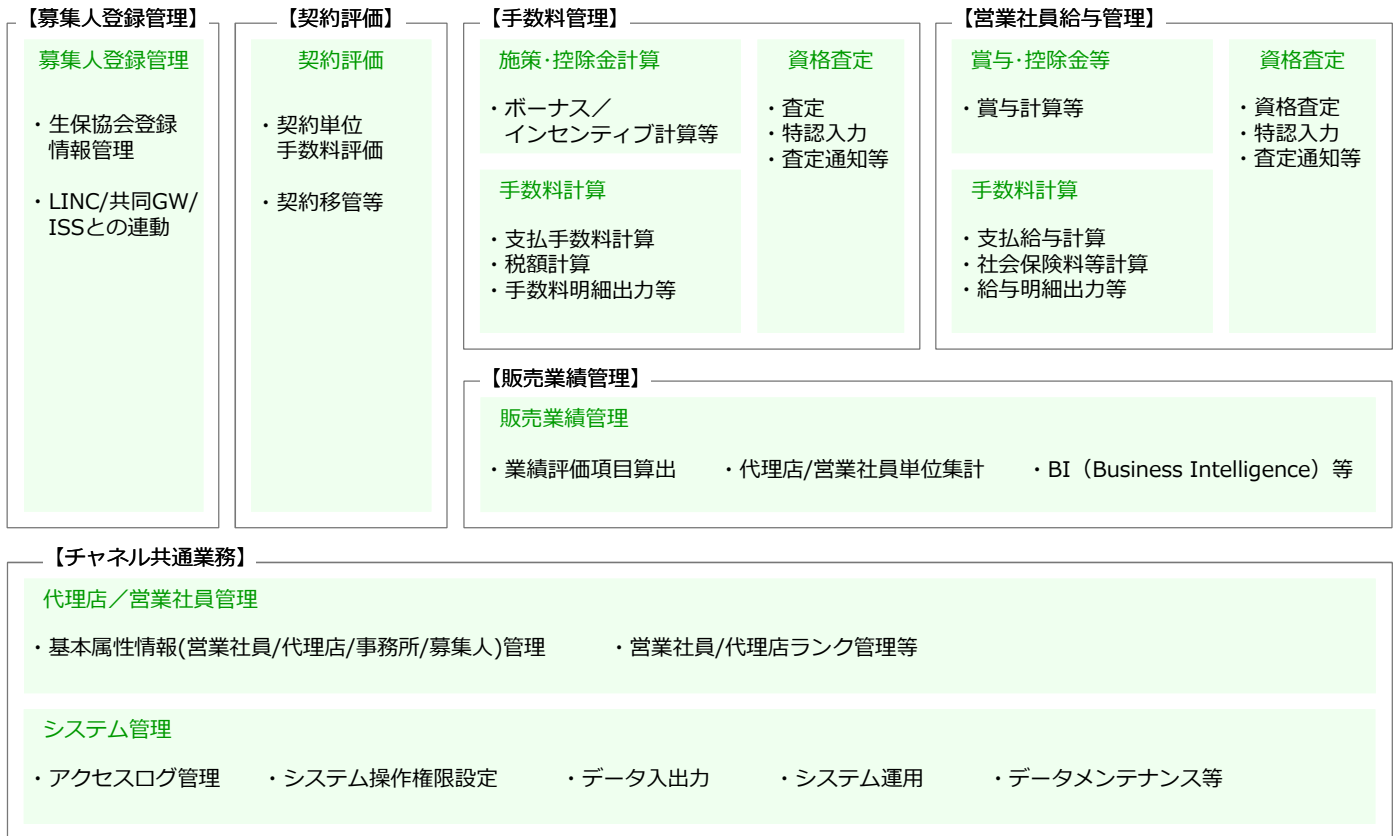 【募集人登録管理】
募集人登録管理
・生保協会登録
情報管理
・LINC/共同GW/
ISSとの連動
【契約評価】
契約評価
・契約単位
手数料評価
・契約移管等
【手数料管理】
施策･控除金計算
・ボーナス／
インセンティブ計算等
手数料計算
・支払手数料計算
・税額計算
・手数料明細出力等
資格査定
・査定
・特認入力
・査定通知等
【営業社員給与管理】
賞与･控除金等
・賞与計算等
手数料計算
・支払給与計算
・社会保険料等計算
・給与明細出力等
資格査定
・資格査定
・特認入力
・査定通知等
【販売業績管理】
販売業績管理
・業績評価項目算出　・代理店/営業社員単位集計　・BI（Business Intelligence）等
【チャネル共通業務】
代理店／営業社員管理
・基本属性情報(営業社員/代理店/事務所/募集人)管理　・営業社員/代理店ランク管理等
システム管理
・アクセスログ管理　・システム操作権限設定　・データ入出力　・システム運用　・データメンテナンス等